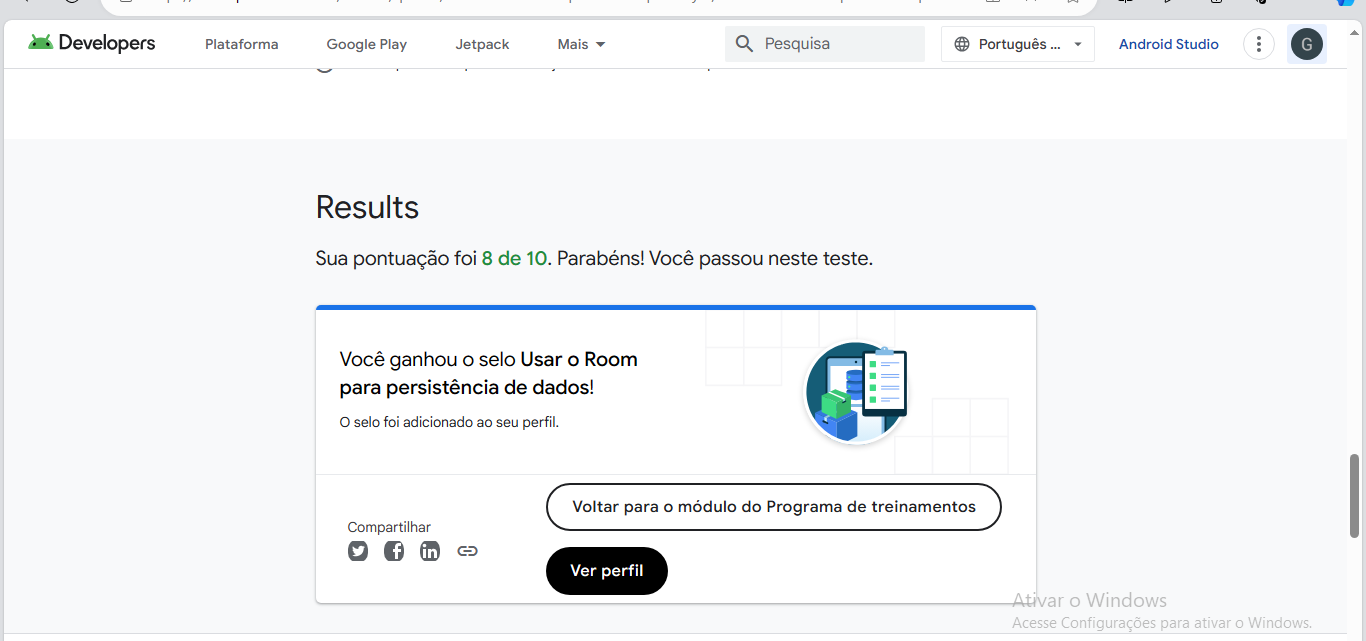 Developers
Plataforma
Google Play
Jetpack
Mais
Pesquisa
Português ...
Android Studio
G
Results
Sua pontuação foi 8 de 10. Parabéns! Você passou neste teste.
Você ganhou o selo Usar o Room
para persistência de dados!
O selo foi adicionado ao seu perfil.
Compartilhar
Voltar para o módulo do Programa de treinamentos
Ver perfil
Ativar o Windows
Acesse Configurações para ativar o Windows.